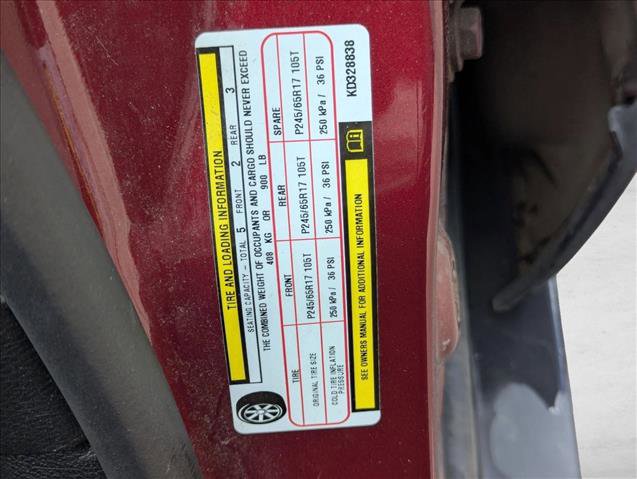 TIRE AND LOADING INFORMATION
SEATING CAPACITY - TOTAL 5 FRONT 2 REAR 3
THE COMBINED WEIGHT OF OCCUPANTS AND CARGO SHOULD NEVER EXCEED
408 KG OR 900 LB
TIRE FRONT REAR SPARE
ORIGINAL TIRE SIZE P245/65R17 105T P245/65R17 105T P245/65R17 105T
COLD TIRE INFLATION PRESSURE 250 kPa / 36 PSI 250 kPa / 36 PSI 250 kPa / 36 PSI
SEE OWNERS MANUAL FOR ADDITIONAL INFORMATION
KD328838